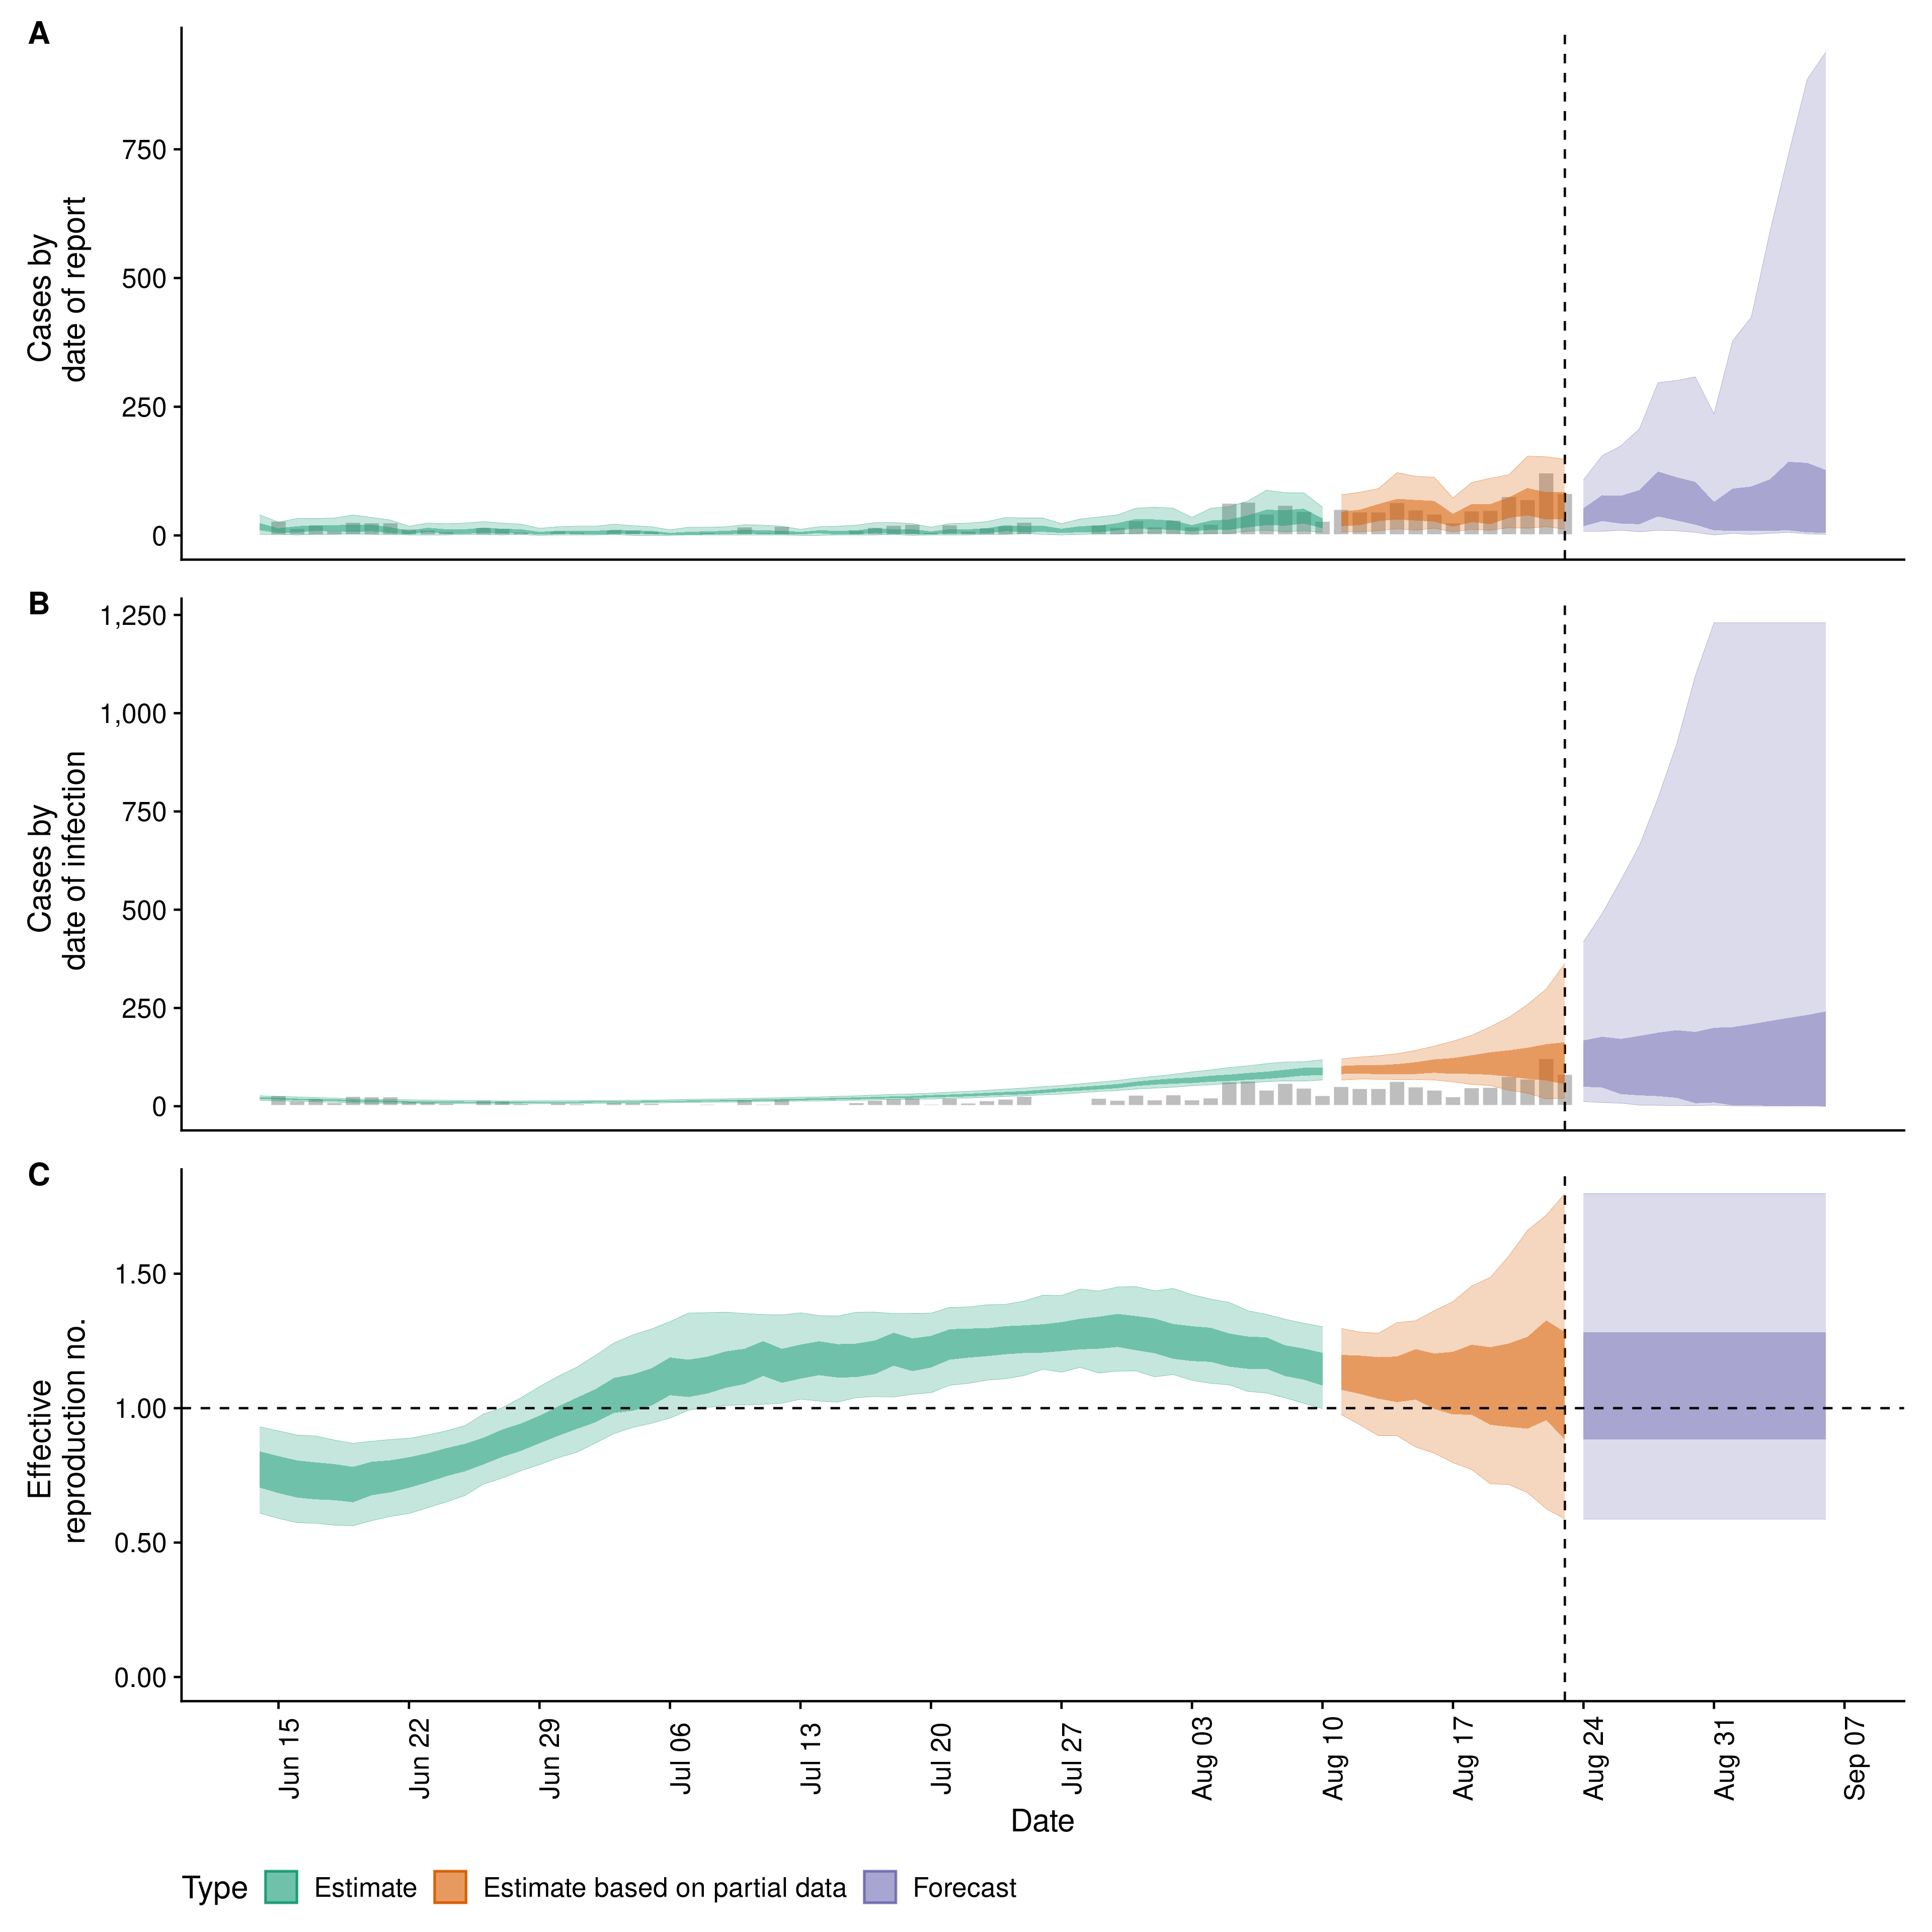 A
Cases by
date of report
750
500
250
0
B
Cases by
date of infection
1,250
1,000
750
500
250
0
C
Effective
reproduction no.
1.50
1.00
0.50
0.00
Jun 15
Jun 22
Jun 29
Jul 06
Jul 13
Jul 20
Jul 27
Aug 03
Aug 10
Aug 17
Aug 24
Aug 31
Sep 07
Date
Type Estimate Estimate based on partial data Forecast